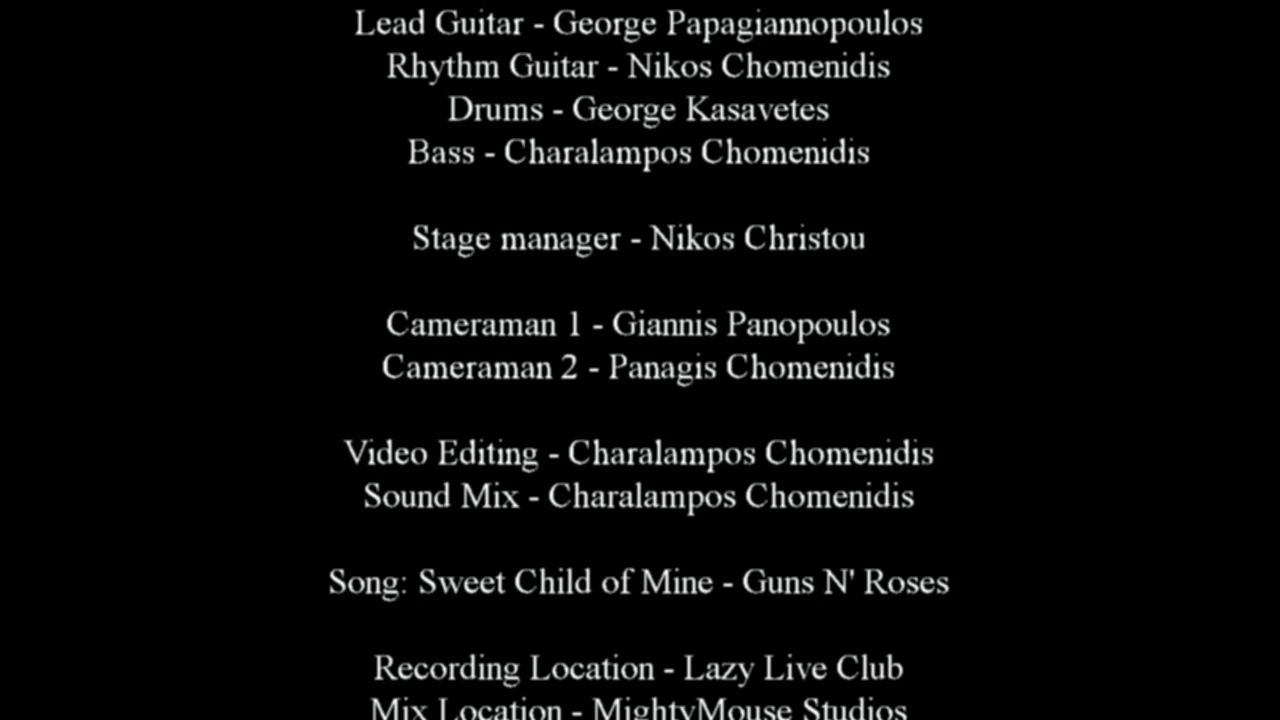 Lead Guitar - George Papagiannopoulos
Rhythm Guitar - Nikos Chomenidis
Drums - George Kasavetes
Bass - Charalampos Chomenidis
Stage manager - Nikos Christou
Cameraman 1 - Giannis Panopoulos
Cameraman 2 - Panagis Chomenidis
Video Editing - Charalampos Chomenidis
Sound Mix - Charalampos Chomenidis
Song: Sweet Child of Mine - Guns N' Roses
Recording Location - Lazy Live Club
Mix Location - MightyMouse Studios